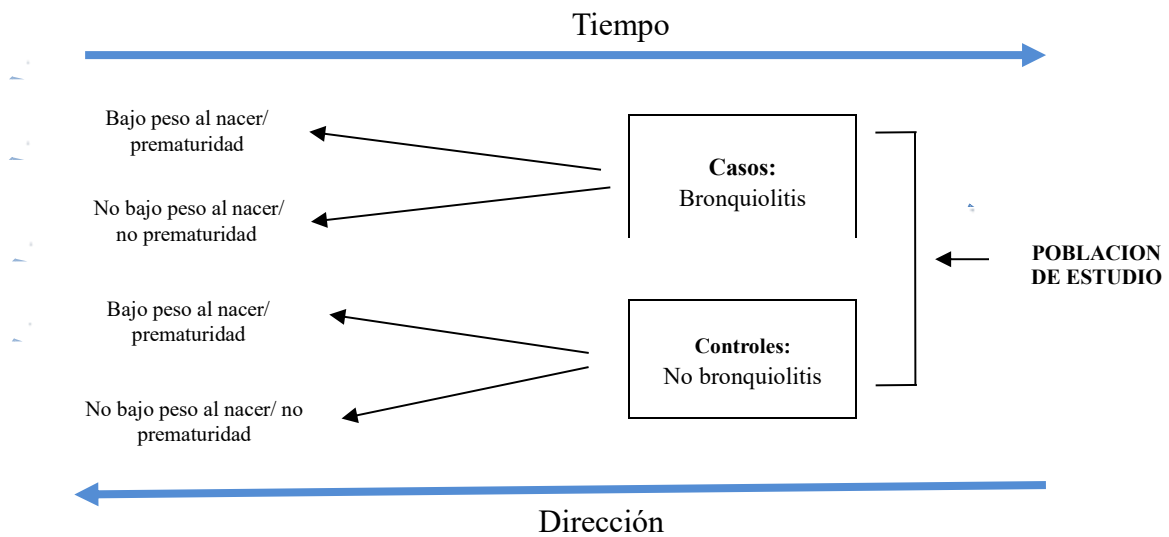 Tiempo
Bajo peso al nacer/
prematuridad
No bajo peso al nacer/
no prematuridad
Bajo peso al nacer/
prematuridad
No bajo peso al nacer/ no
prematuridad
Casos:
Bronquiolitis
Controles:
No bronquiolitis
POBLACION
DE ESTUDIO
Dirección